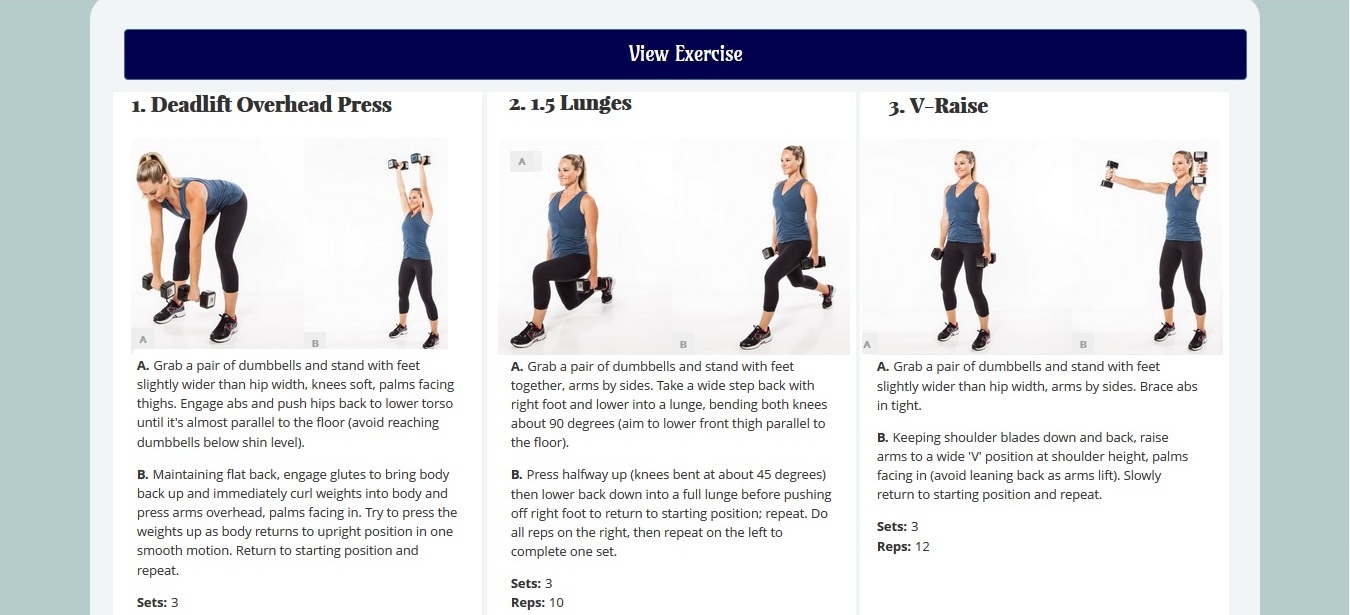 View Exercise
1. Deadlift Overhead Press
A
B
A. Grab a pair of dumbbells and stand with feet
slightly wider than hip width, knees soft, palms facing
thighs. Engage abs and push hips back to lower torso
until it's almost parallel to the floor (avoid reaching
dumbbells below shin level).
B. Maintaining flat back, engage glutes to bring body
back up and immediately curl weights into body and
press arms overhead, palms facing in. Try to press the
weights up as body returns to upright position in one
smooth motion. Return to starting position and
repeat.
Sets: 3
2. 1.5 Lunges
A
B
A. Grab a pair of dumbbells and stand with feet
together, arms by sides. Take a wide step back with
right foot and lower into a lunge, bending both knees
about 90 degrees (aim to lower front thigh parallel to
the floor).
B. Press halfway up (knees bent at about 45 degrees)
then lower back down into a full lunge before pushing
off right foot to return to starting position; repeat. Do
all reps on the right, then repeat on the left to
complete one set.
Sets: 3
Reps: 10
3. V-Raise
A
B
A. Grab a pair of dumbbells and stand with feet
slightly wider than hip width, arms by sides. Brace abs
in tight.
B. Keeping shoulder blades down and back, raise
arms to a wide 'V' position at shoulder height, palms
facing in (avoid leaning back as arms lift). Slowly
return to starting position and repeat.
Sets: 3
Reps: 12